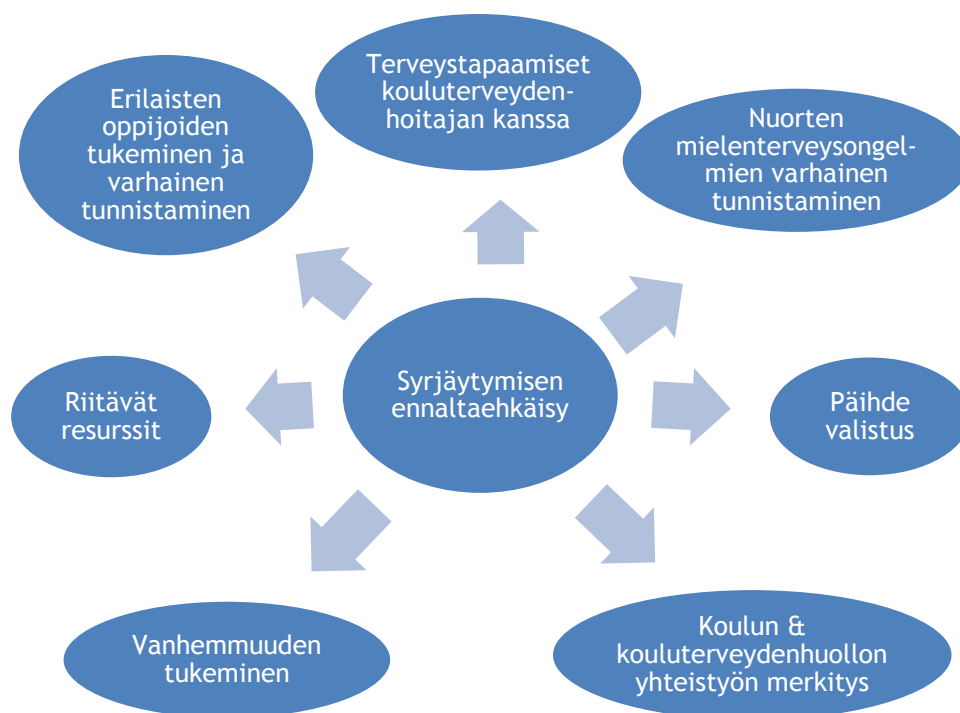 Terveystapaamiset
kouluterveyden-
hoitajan kanssa
Erilaisten
oppijoiden
tukeminen ja
varhainen
tunnistaminen
Nuorten
mielenterveysongel-
mien varhainen
tunnistaminen
Syrjäytymisen
ennaltaehkäisy
Riitävät
resurssit
Päihde
valistus
Vanhemmuuden
tukeminen
Koulun &
kouluterveydenhuollon
yhteistyön merkitys